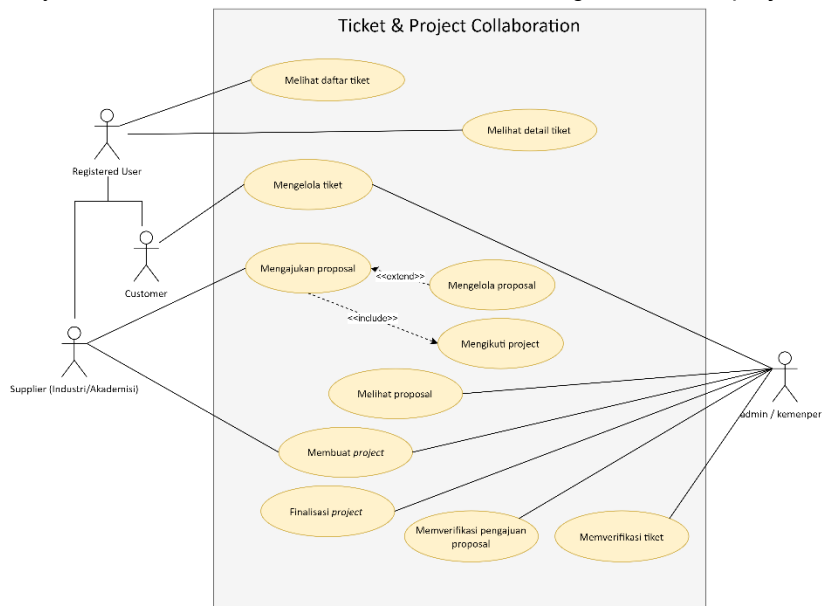 Ticket & Project Collaboration
Melihat daftar tiket
Melihat detail tiket
Registered User
Mengelola tiket
Customer
Mengajukan proposal
<<extend>>
Mengelola proposal
<<include>>
Mengikuti project
Supplier (Industri/Akademisi)
Melihat proposal
admin / kemenper
Membuat project
Finalisasi project
Memverifikasi pengajuan
proposal
Memverifikasi tiket